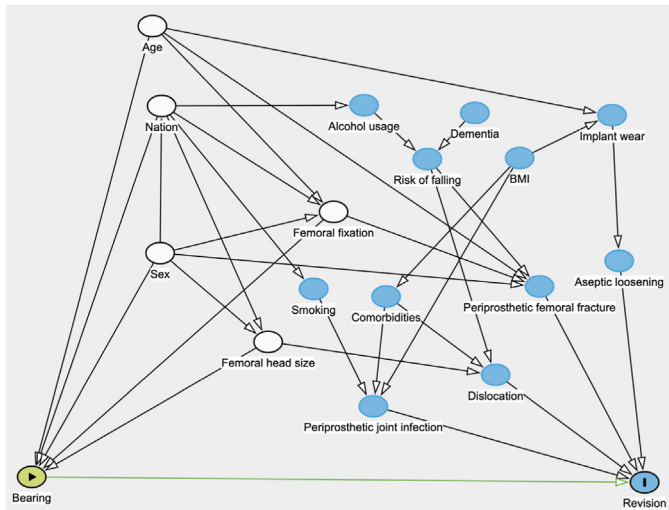 Age
Nation
Alcohol usage
Dementia
Implant wear
Risk of falling
BMI
Femoral fixation
Sex
Aseptic loosening
Smoking
Comorbidities
Periprosthetic femoral fracture
Femoral head size
Dislocation
Periprosthetic joint infection
Bearing
Revision